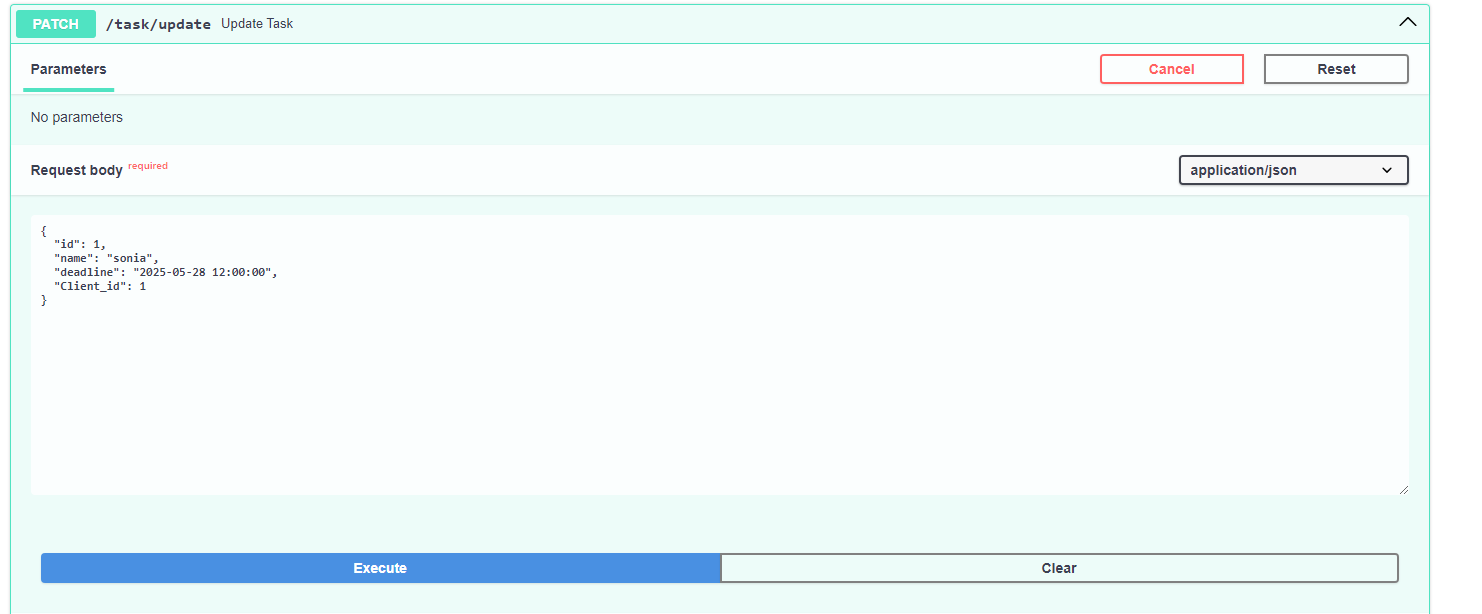 PATCH /task/update Update Task
Parameters Cancel Reset
No parameters
Request body required application/json
{
  "id": 1,
  "name": "sonia",
  "deadline": "2025-05-28 12:00:00",
  "Client_id": 1
}
Execute Clear